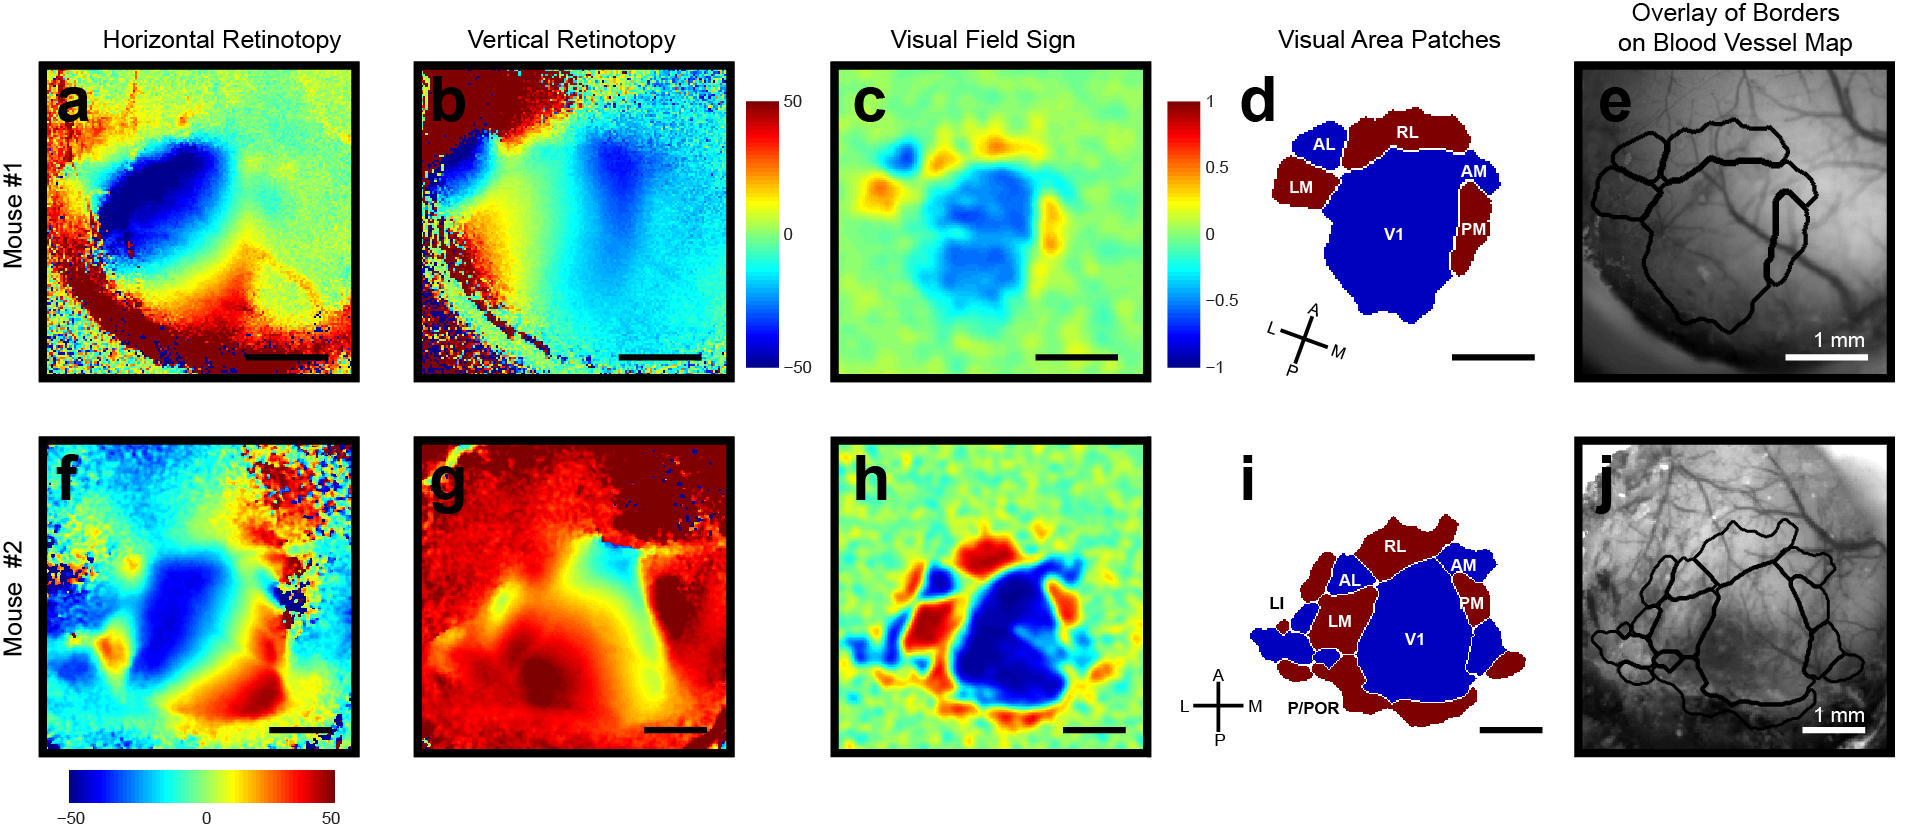 Horizontal Retinotopy
Vertical Retinotopy
Visual Field Sign
Visual Area Patches
Overlay of Borders
on Blood Vessel Map
Mouse #1
a
b
50
0
−50
c
1
0.5
0
−0.5
−1
d
AL
RL
LM
AM
V1
PM
A
L
M
P
e
1 mm
Mouse #2
f
g
h
i
RL
AL
AM
LI
LM
PM
V1
P/POR
A
L
M
P
j
1 mm
−50
0
50